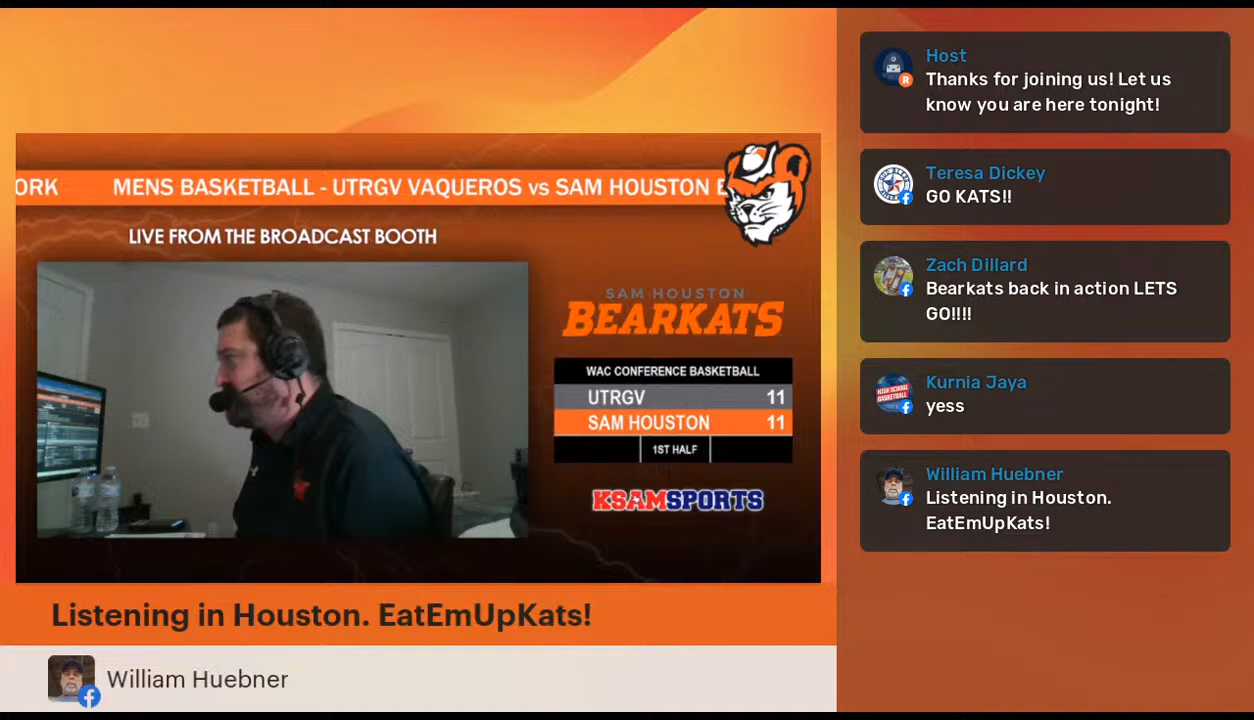 ORK MENS BASKETBALL - UTRGV VAQUEROS vs SAM HOUSTON
LIVE FROM THE BROADCAST BOOTH
SAM HOUSTON
BEARKATS
WAC CONFERENCE BASKETBALL
UTRGV 11
SAM HOUSTON 11
1ST HALF
KSAMSPORTS
Listening in Houston. EatEmUpKats!
William Huebner
Host
Thanks for joining us! Let us
know you are here tonight!
Teresa Dickey
GO KATS!!
Zach Dillard
Bearkats back in action LETS
GO!!!!
Kurnia Jaya
yess
William Huebner
Listening in Houston.
EatEmUpKats!